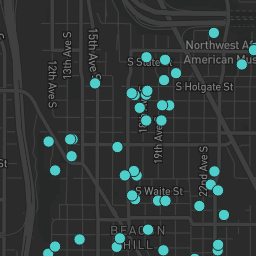 Northwest Af
American Muse
S State
S Holgate St
15th Ave S
13th Ave S
12th Ave S
19th Ave
22nd Ave S
St
S Waite St
BEACON
HILL